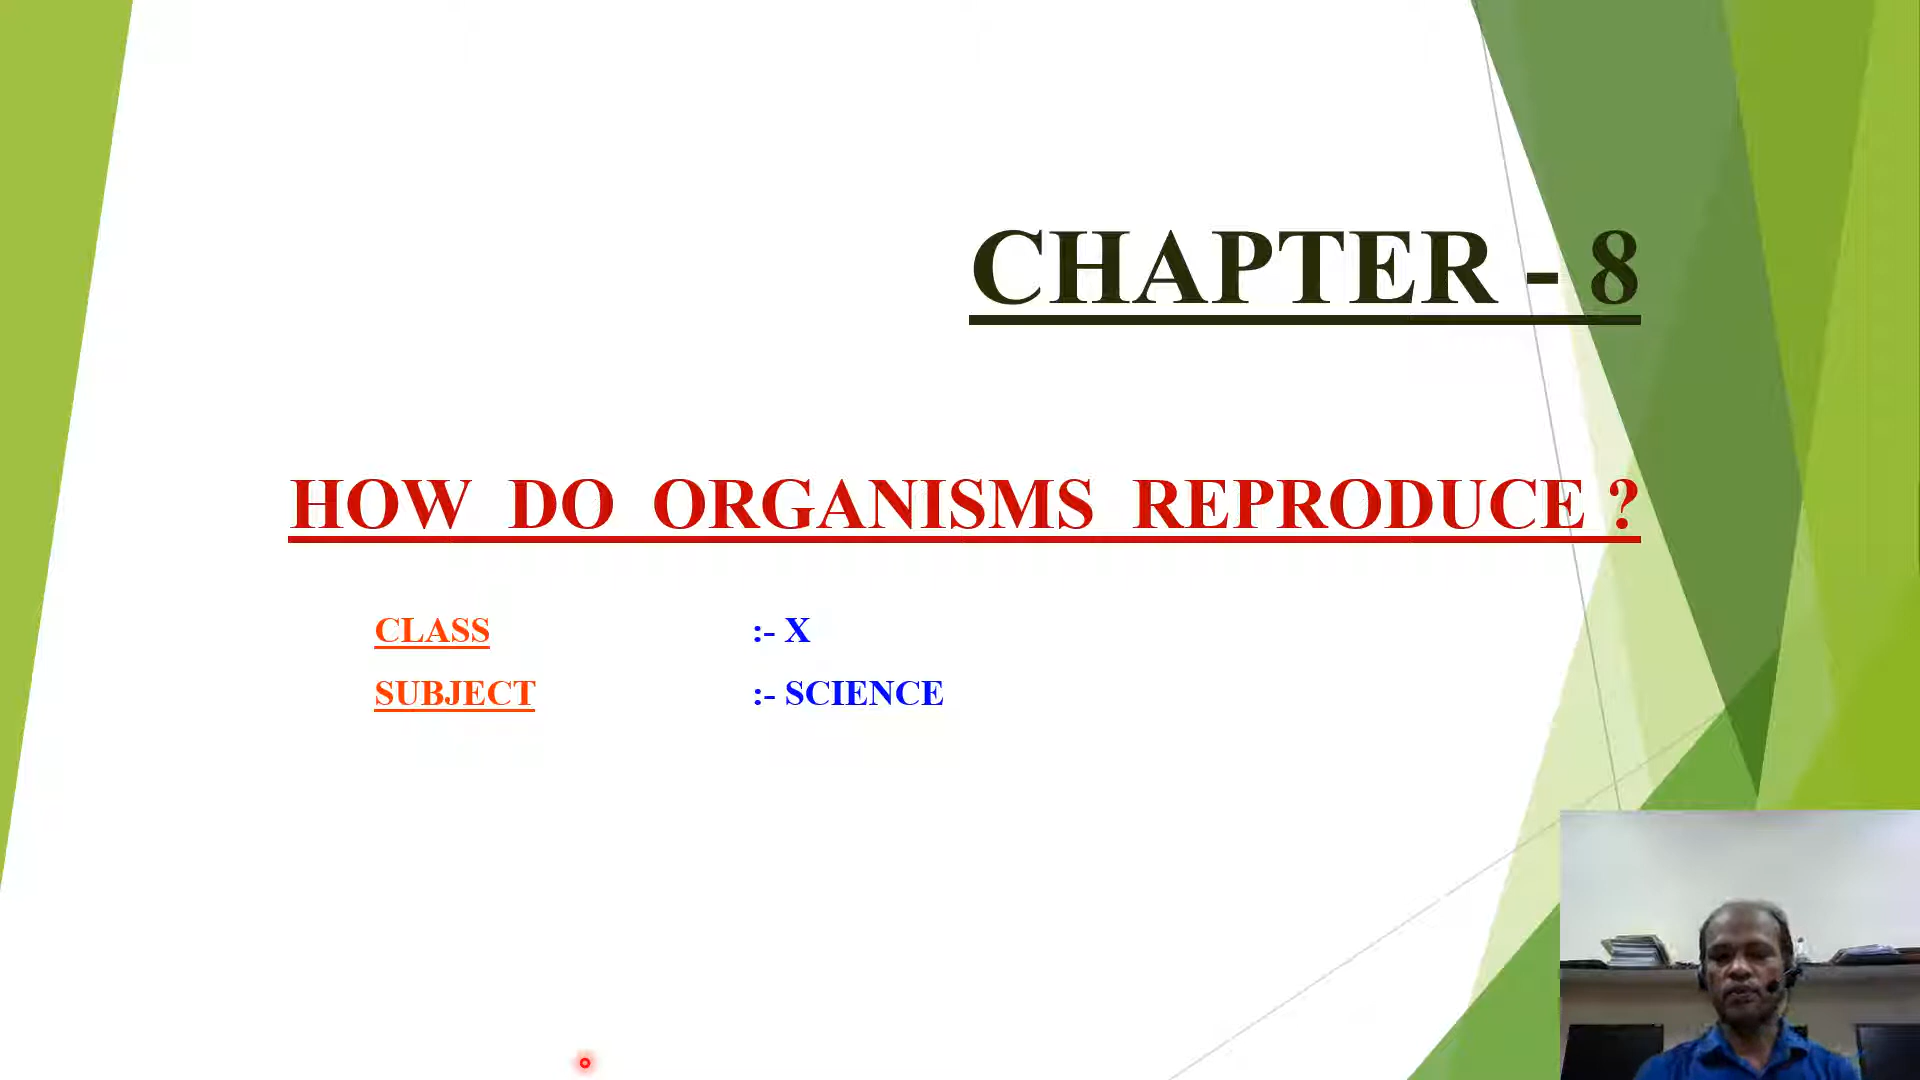 CHAPTER - 8
HOW DO ORGANISMS REPRODUCE ?
CLASS :- X
SUBJECT :- SCIENCE